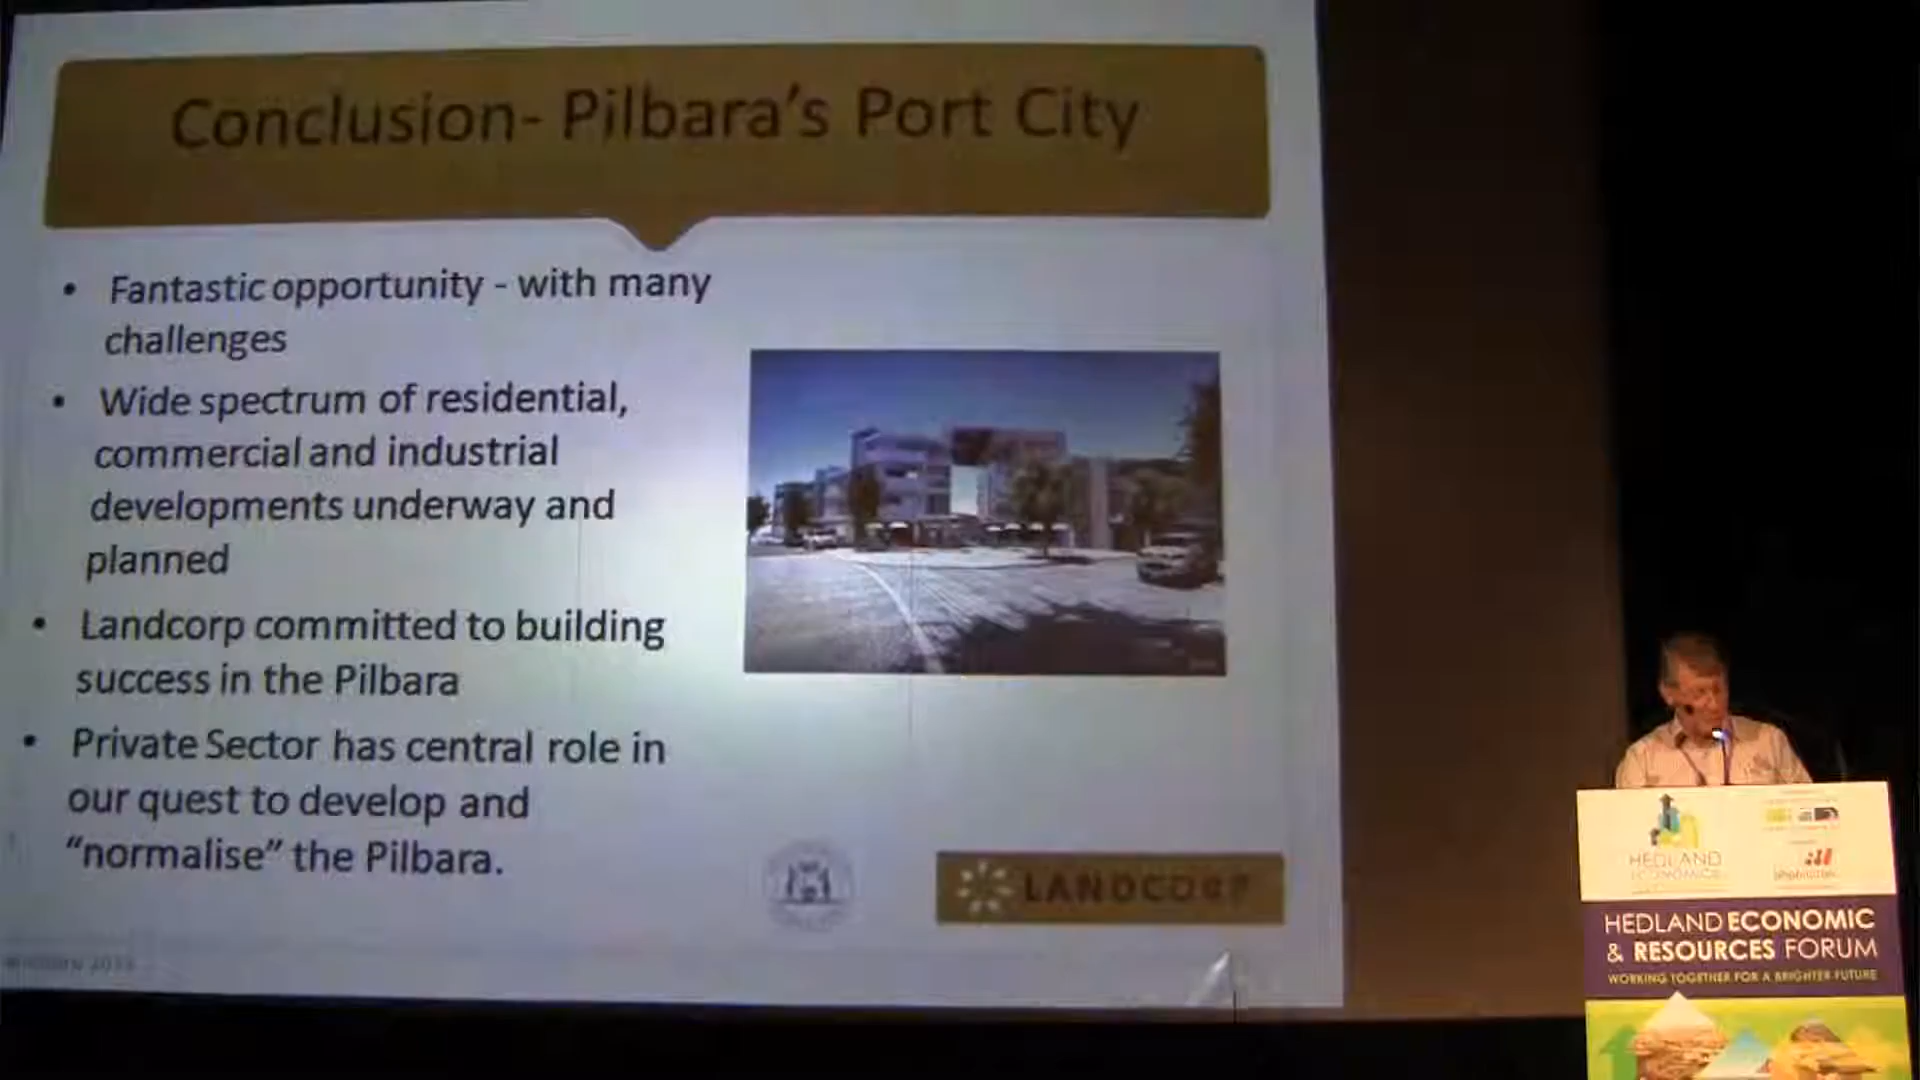 Conclusion- Pilbara's Port City
• Fantastic opportunity - with many
challenges
• Wide spectrum of residential,
commercial and industrial
developments underway and
planned
• Landcorp committed to building
success in the Pilbara
• Private Sector has central role in
our quest to develop and
“normalise” the Pilbara.
LANDCORP
HEDLAND
ECONOMIC
HEDLAND ECONOMIC
& RESOURCES FORUM
WORKING TOGETHER FOR A BRIGHTER FUTURE